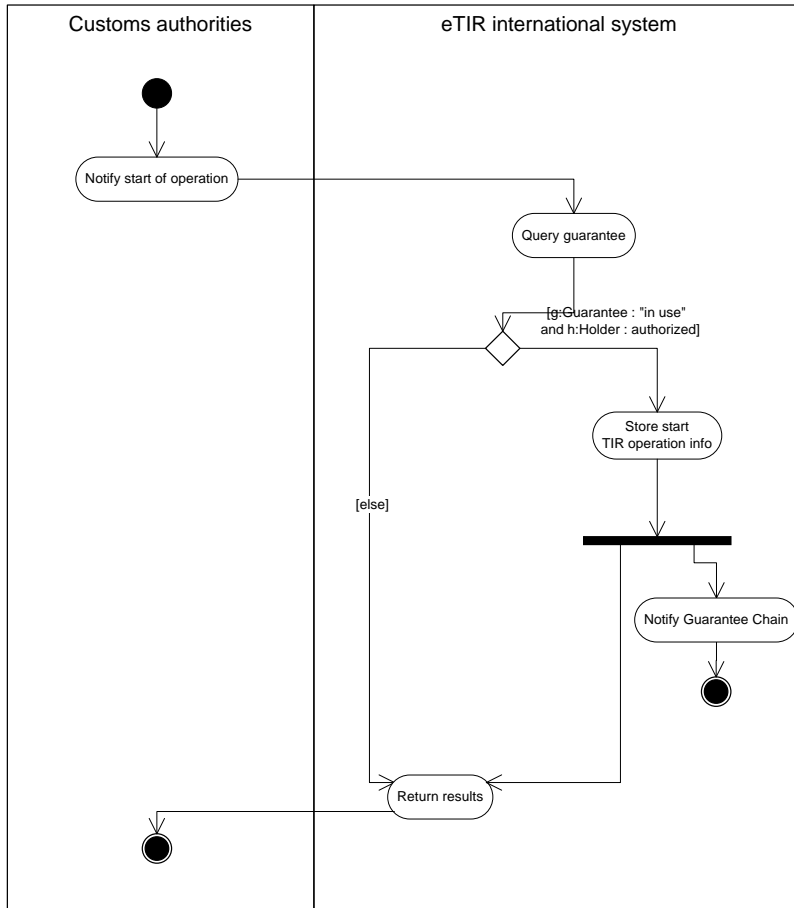 Customs authorities
eTIR international system
Notify start of operation
Query guarantee
[g:Guarantee : "in use"
and h:Holder : authorized]
Store start
TIR operation info
[else]
Notify Guarantee Chain
Return results